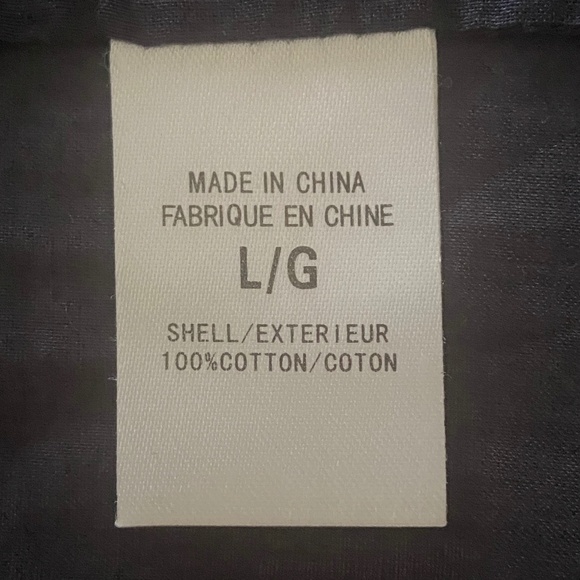 MADE IN CHINA
FABRIQUE EN CHINE
L/G
SHELL/EXTERIEUR
100%COTTON/COTON